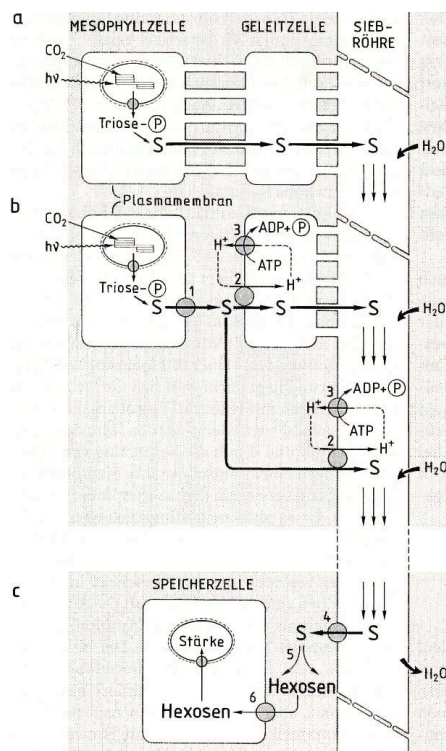 a
MESOPHYLLZELLE
GELEITZELLE
SIEB-
RÖHRE
CO₂
hν
Triose-P
S
S
S
H₂O
Plasmamembran
b
CO₂
hν
Triose-P
S
1
S
3
ADP+P
H⁺
ATP
2
H⁺
S
S
H₂O
3
ADP+P
H⁺
ATP
2
H⁺
S
H₂O
c
SPEICHERZELLE
Stärke
S
4
S
5
H₂O
6
Hexosen
Hexosen